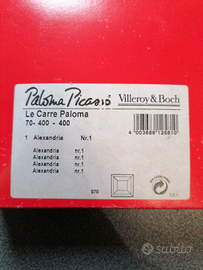 Paloma Picasso Villeroy & Boch
Le Carre Paloma
70- 400 - 400
4 003686 125810
1 Alexandria Nr.1
Alexandria nr.1
Alexandria nr.1
Alexandria nr.1
Alexandria nr.1
070
subito